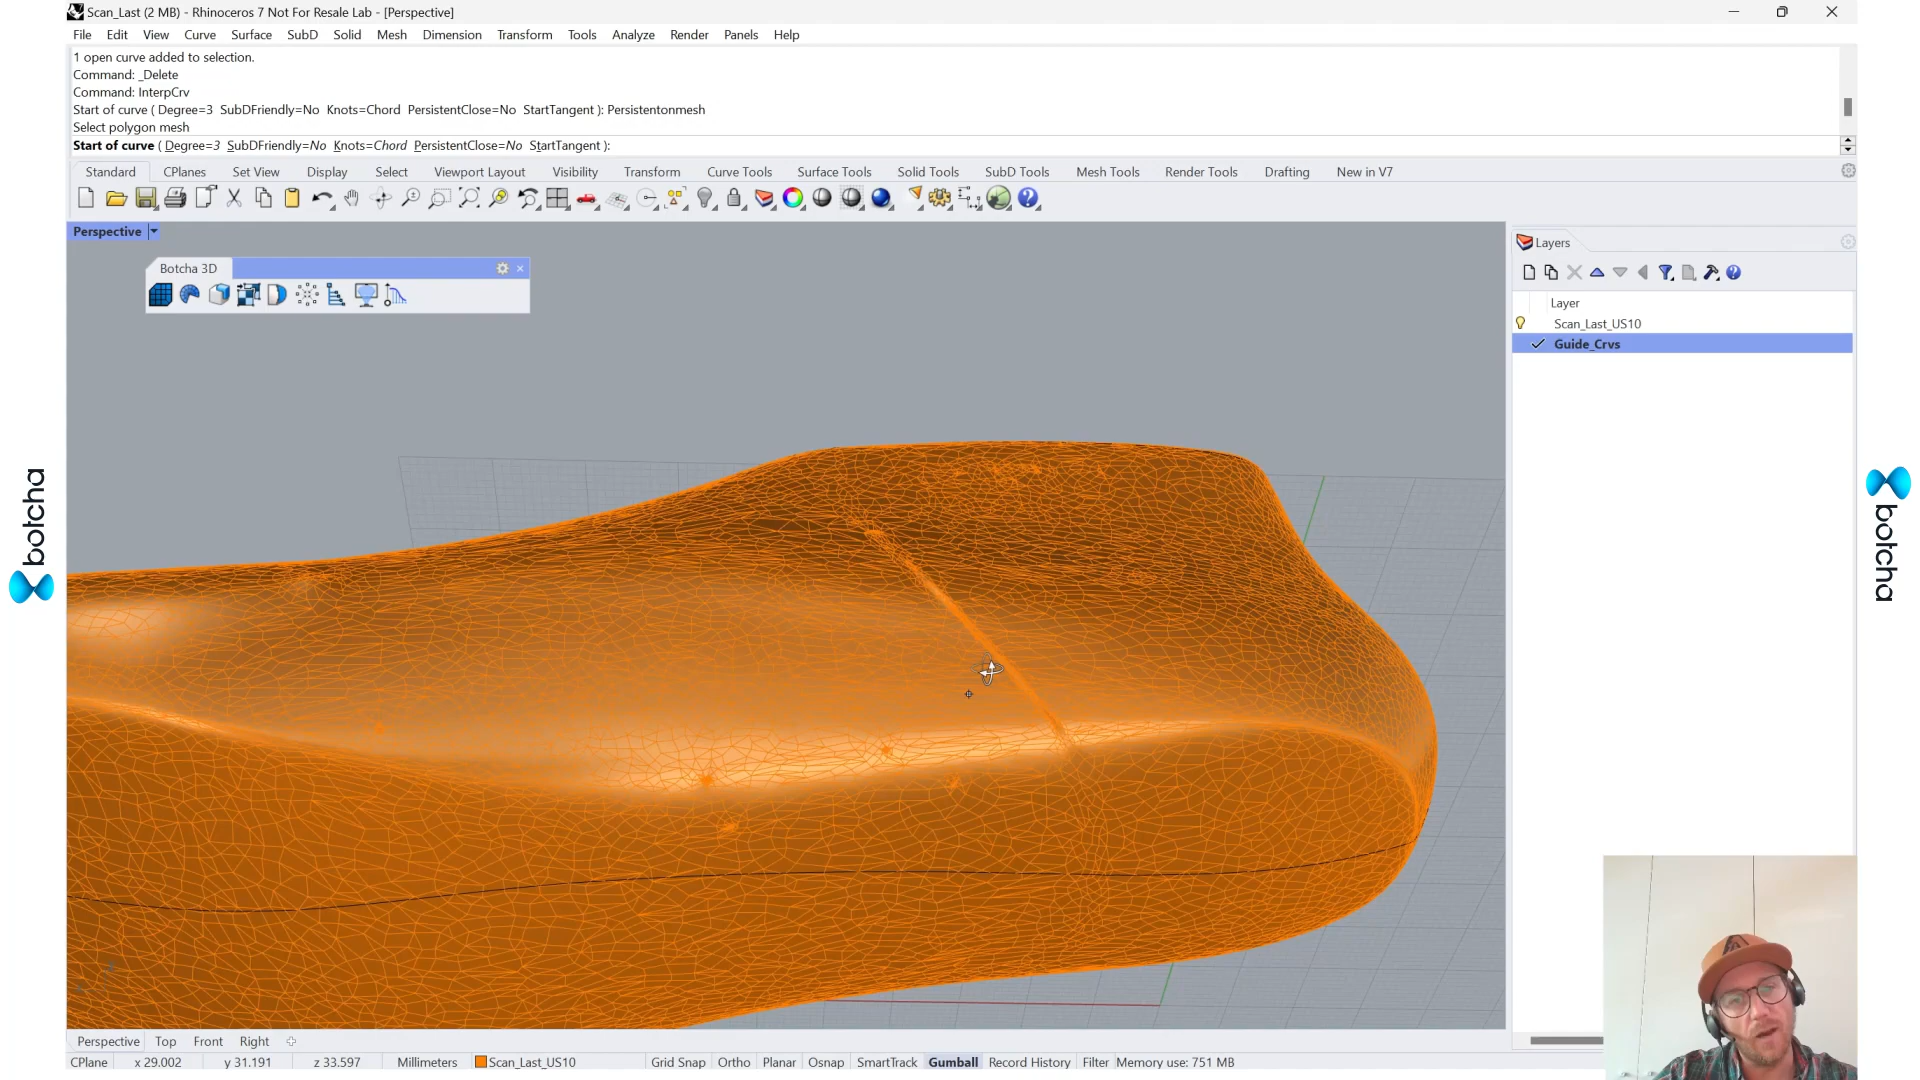 Scan_Last (2 MB) - Rhinoceros 7 Not For Resale Lab - [Perspective]
File Edit View Curve Surface SubD Solid Mesh Dimension Transform Tools Analyze Render Panels Help
1 open curve added to selection.
Command: _Delete
Command: InterpCrv
Start of curve ( Degree=3 SubDFriendly=No Knots=Chord PersistentClose=No StartTangent ): Persistentonmesh
Select polygon mesh
Start of curve ( Degree=3 SubDFriendly=No Knots=Chord PersistentClose=No StartTangent ):
Standard CPlanes Set View Display Select Viewport Layout Visibility Transform Curve Tools Surface Tools Solid Tools SubD Tools Mesh Tools Render Tools Drafting New in V7
Perspective
Botcha 3D
Layers
Layer
Scan_Last_US10
Guide_Crvs
botcha
botcha
Perspective Top Front Right
CPlane x 29.002 y 31.191 z 33.597 Millimeters Scan_Last_US10 Grid Snap Ortho Planar Osnap SmartTrack Gumball Record History Filter Memory use: 751 MB